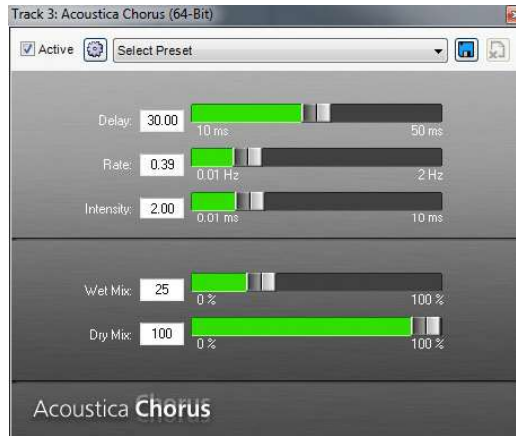 Track 3: Acoustica Chorus (64-Bit)
Active Select Preset
Delay: 30.00
10 ms 50 ms
Rate: 0.39
0.01 Hz 2 Hz
Intensity: 2.00
0.01 ms 10 ms
Wet Mix: 25
0 % 100 %
Dry Mix: 100
0 % 100 %
Acoustica Chorus